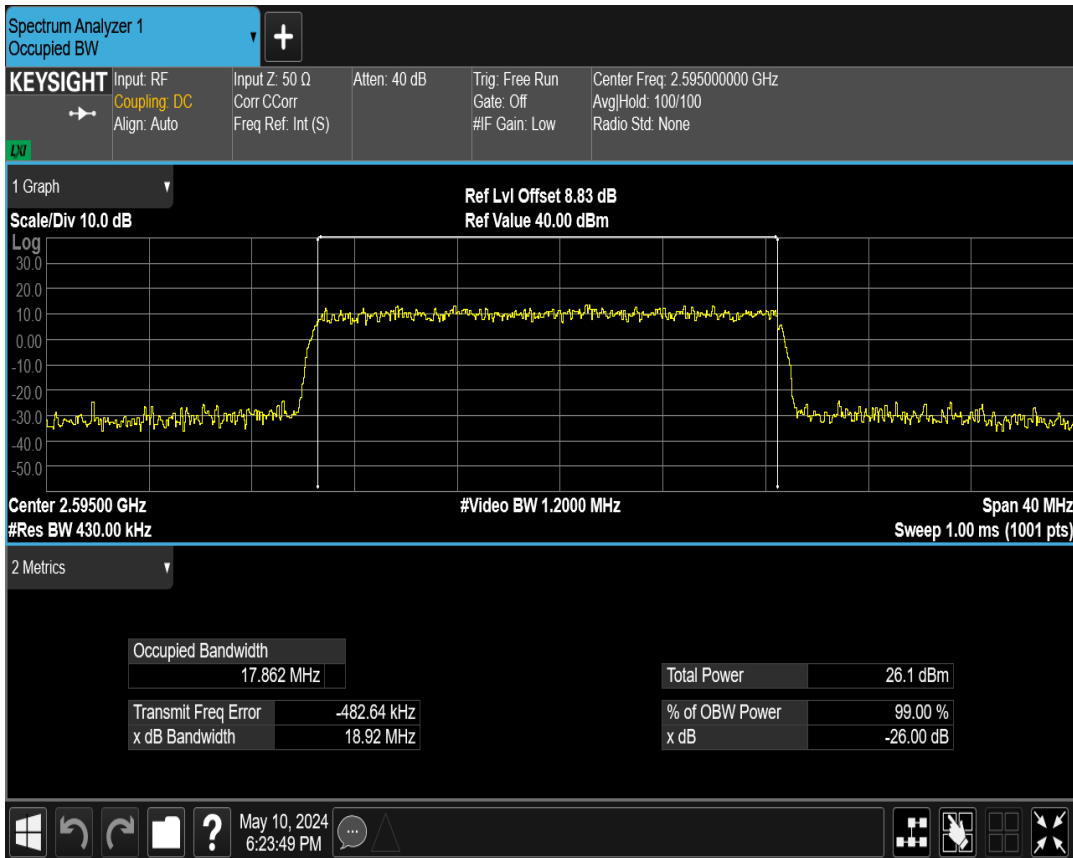 Spectrum Analyzer 1
Occupied BW
KEYSIGHT
LXI
Input: RF
Coupling: DC
Align: Auto
Input Z: 50 Ω
Corr CCorr
Freq Ref: Int (S)
Atten: 40 dB
Trig: Free Run
Gate: Off
#IF Gain: Low
Center Freq: 2.595000000 GHz
Avg|Hold: 100/100
Radio Std: None
1 Graph
Scale/Div 10.0 dB
Ref Lvl Offset 8.83 dB
Ref Value 40.00 dBm
Log
30.0
20.0
10.0
0.00
-10.0
-20.0
-30.0
-40.0
-50.0
Center 2.59500 GHz
#Res BW 430.00 kHz
#Video BW 1.2000 MHz
Span 40 MHz
Sweep 1.00 ms (1001 pts)
2 Metrics
Occupied Bandwidth
17.862 MHz
Transmit Freq Error -482.64 kHz
x dB Bandwidth 18.92 MHz
Total Power 26.1 dBm
% of OBW Power 99.00 %
x dB -26.00 dB
?
May 10, 2024
6:23:49 PM